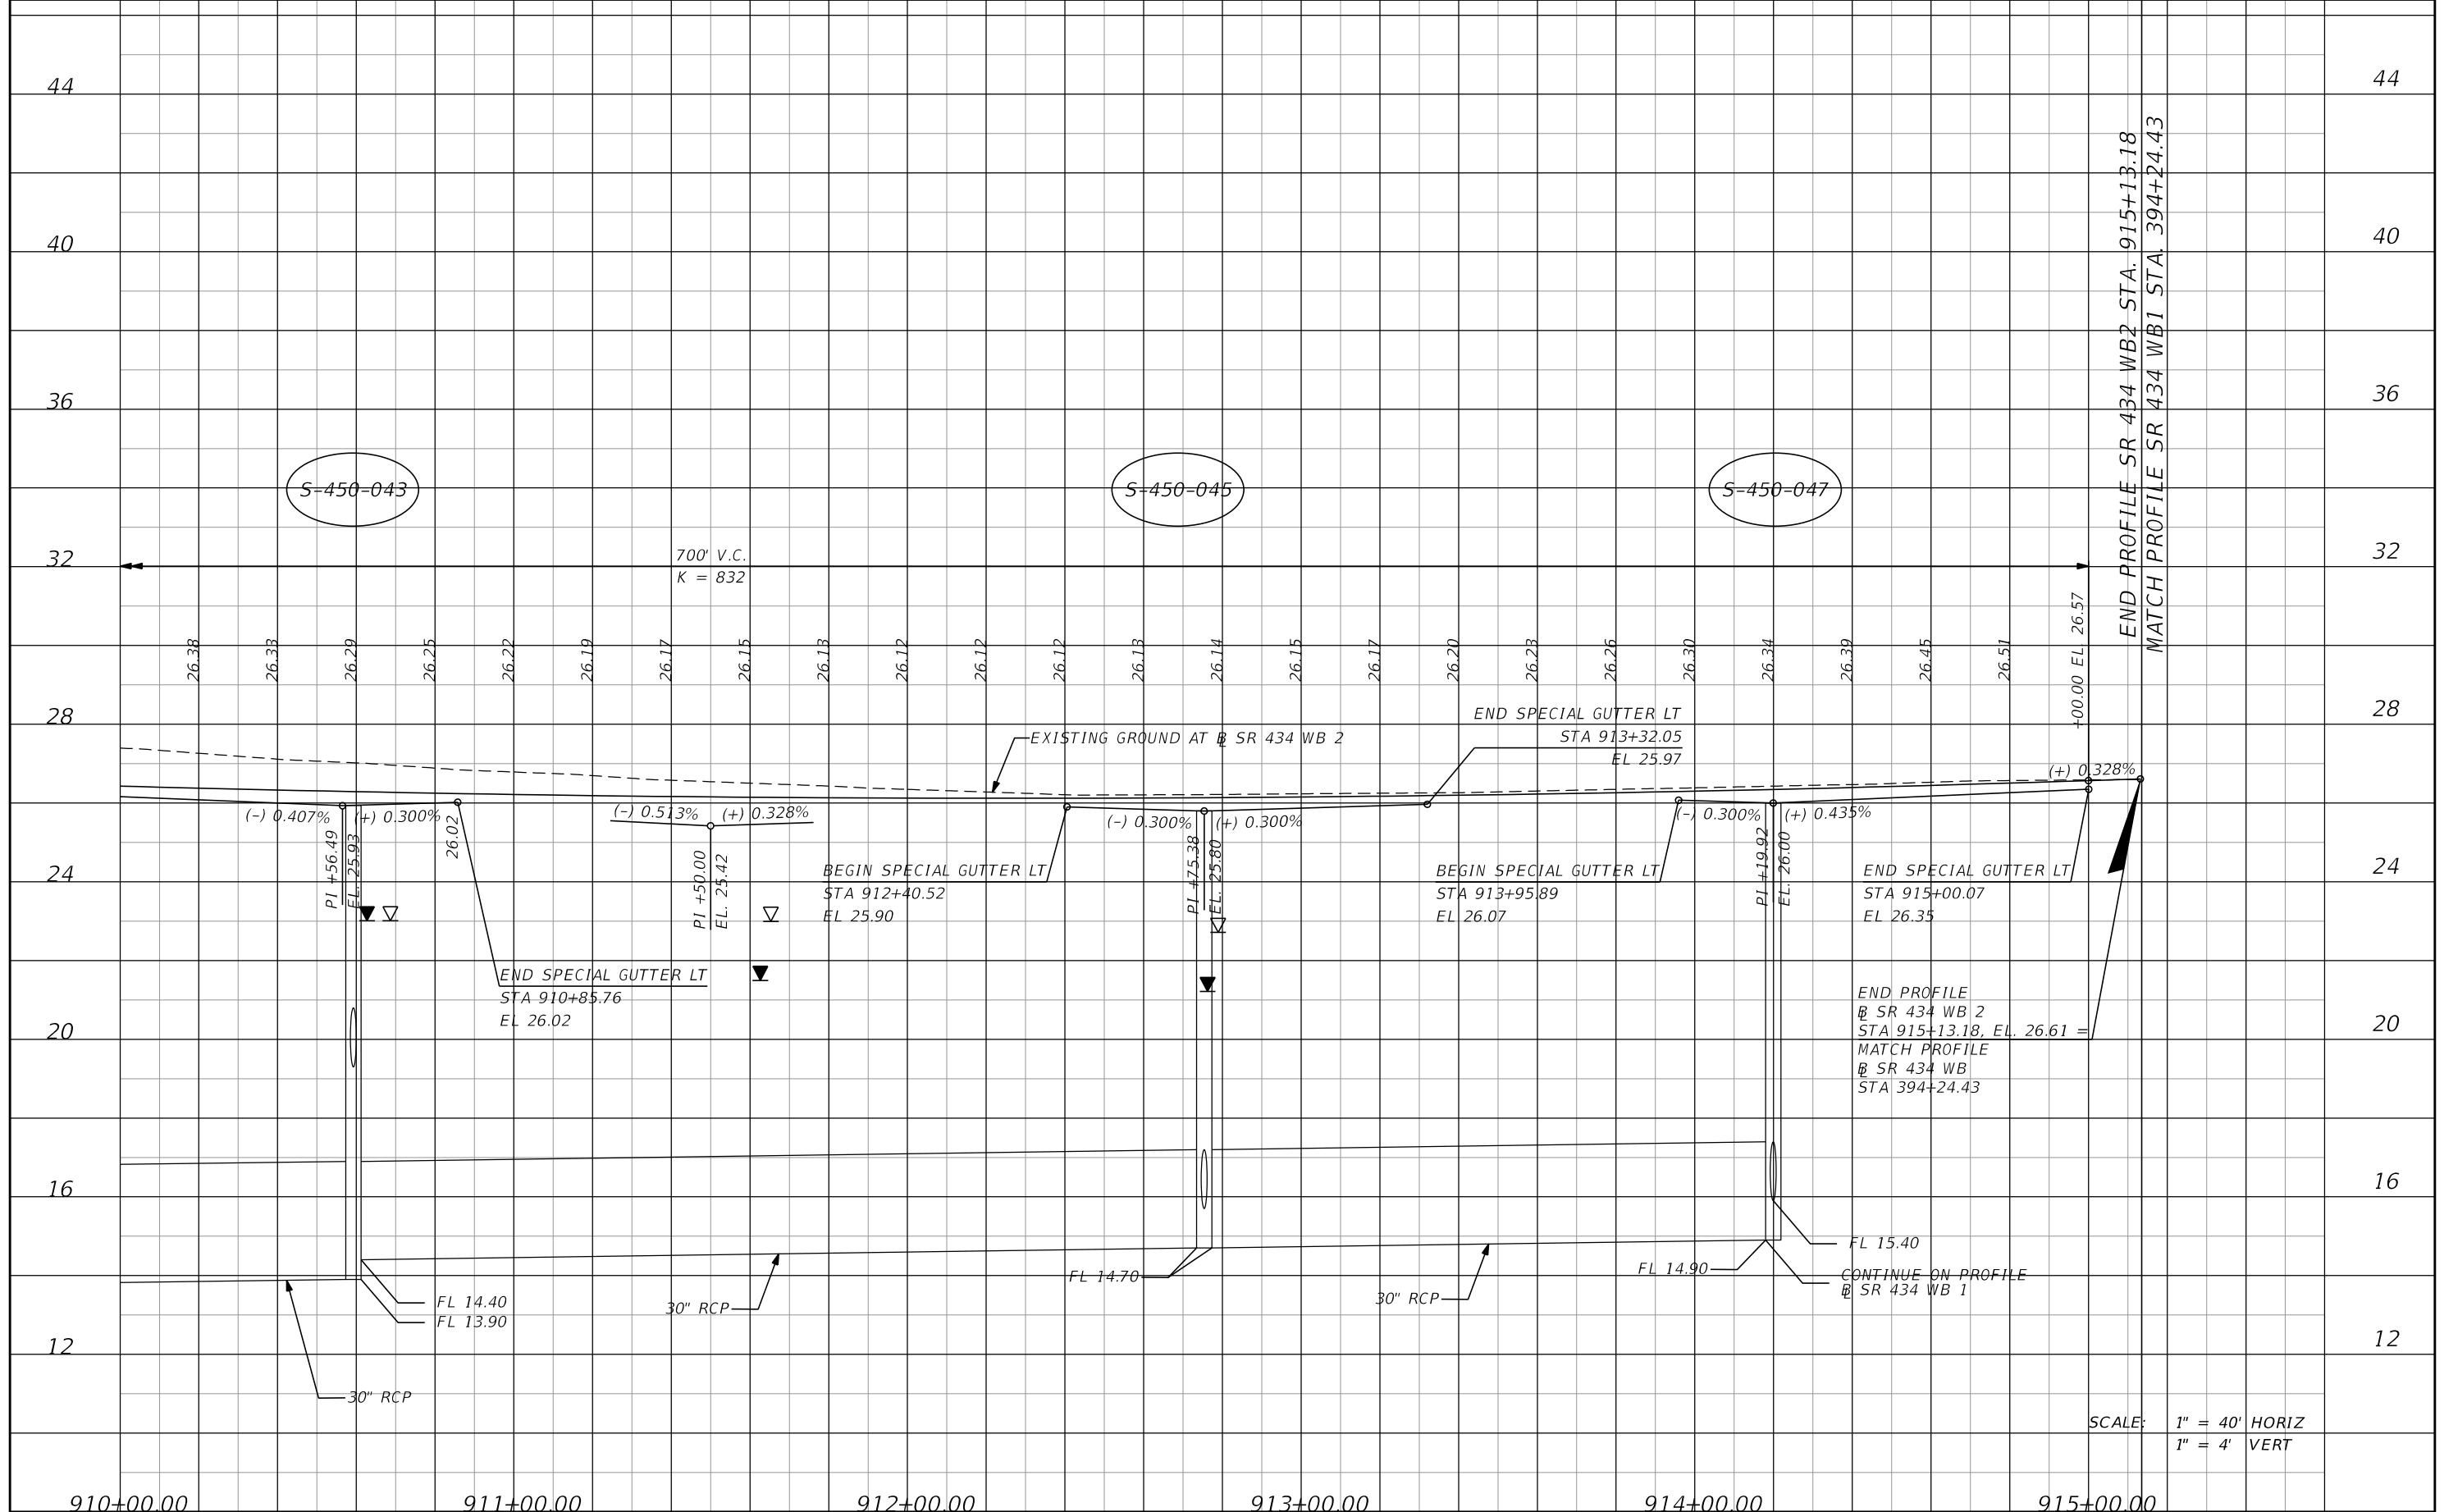 44
44
40
40
36
36
32
32
28
28
24
24
20
20
16
16
12
12
END PROFILE SR 434 WB2 STA. 915+13.18
MATCH PROFILE SR 434 WB1 STA. 394+24.43
S-450-043
S-450-045
S-450-047
700' V.C.
K = 832
26.38
26.33
26.29
26.25
26.22
26.19
26.17
26.15
26.13
26.12
26.12
26.12
26.13
26.14
26.15
26.17
26.20
26.23
26.26
26.30
26.34
26.39
26.45
26.51
+00.00 EL. 26.57
EXISTING GROUND AT BL SR 434 WB 2
END SPECIAL GUTTER LT
STA 913+32.05
EL 25.97
(-) 0.407%
(+) 0.300%
PI +56.49
EL. 25.93
26.02
(-) 0.513%
(+) 0.328%
PI +50.00
EL. 25.42
BEGIN SPECIAL GUTTER LT
STA 912+40.52
EL 25.90
(-) 0.300%
(+) 0.300%
PI +75.38
EL. 25.80
BEGIN SPECIAL GUTTER LT
STA 913+95.89
EL 26.07
(-) 0.300%
(+) 0.435%
PI +19.92
EL. 26.00
(+) 0.328%
END SPECIAL GUTTER LT
STA 915+00.07
EL 26.35
END SPECIAL GUTTER LT
STA 910+85.76
EL 26.02
END PROFILE
BL SR 434 WB 2
STA 915+13.18, EL. 26.61 =
MATCH PROFILE
BL SR 434 WB
STA 394+24.43
FL 14.40
FL 13.90
30" RCP
30" RCP
FL 14.70
30" RCP
FL 14.90
FL 15.40
CONTINUE ON PROFILE
BL SR 434 WB 1
SCALE: 1" = 40' HORIZ
1" = 4' VERT
910+00.00
911+00.00
912+00.00
913+00.00
914+00.00
915+00.00